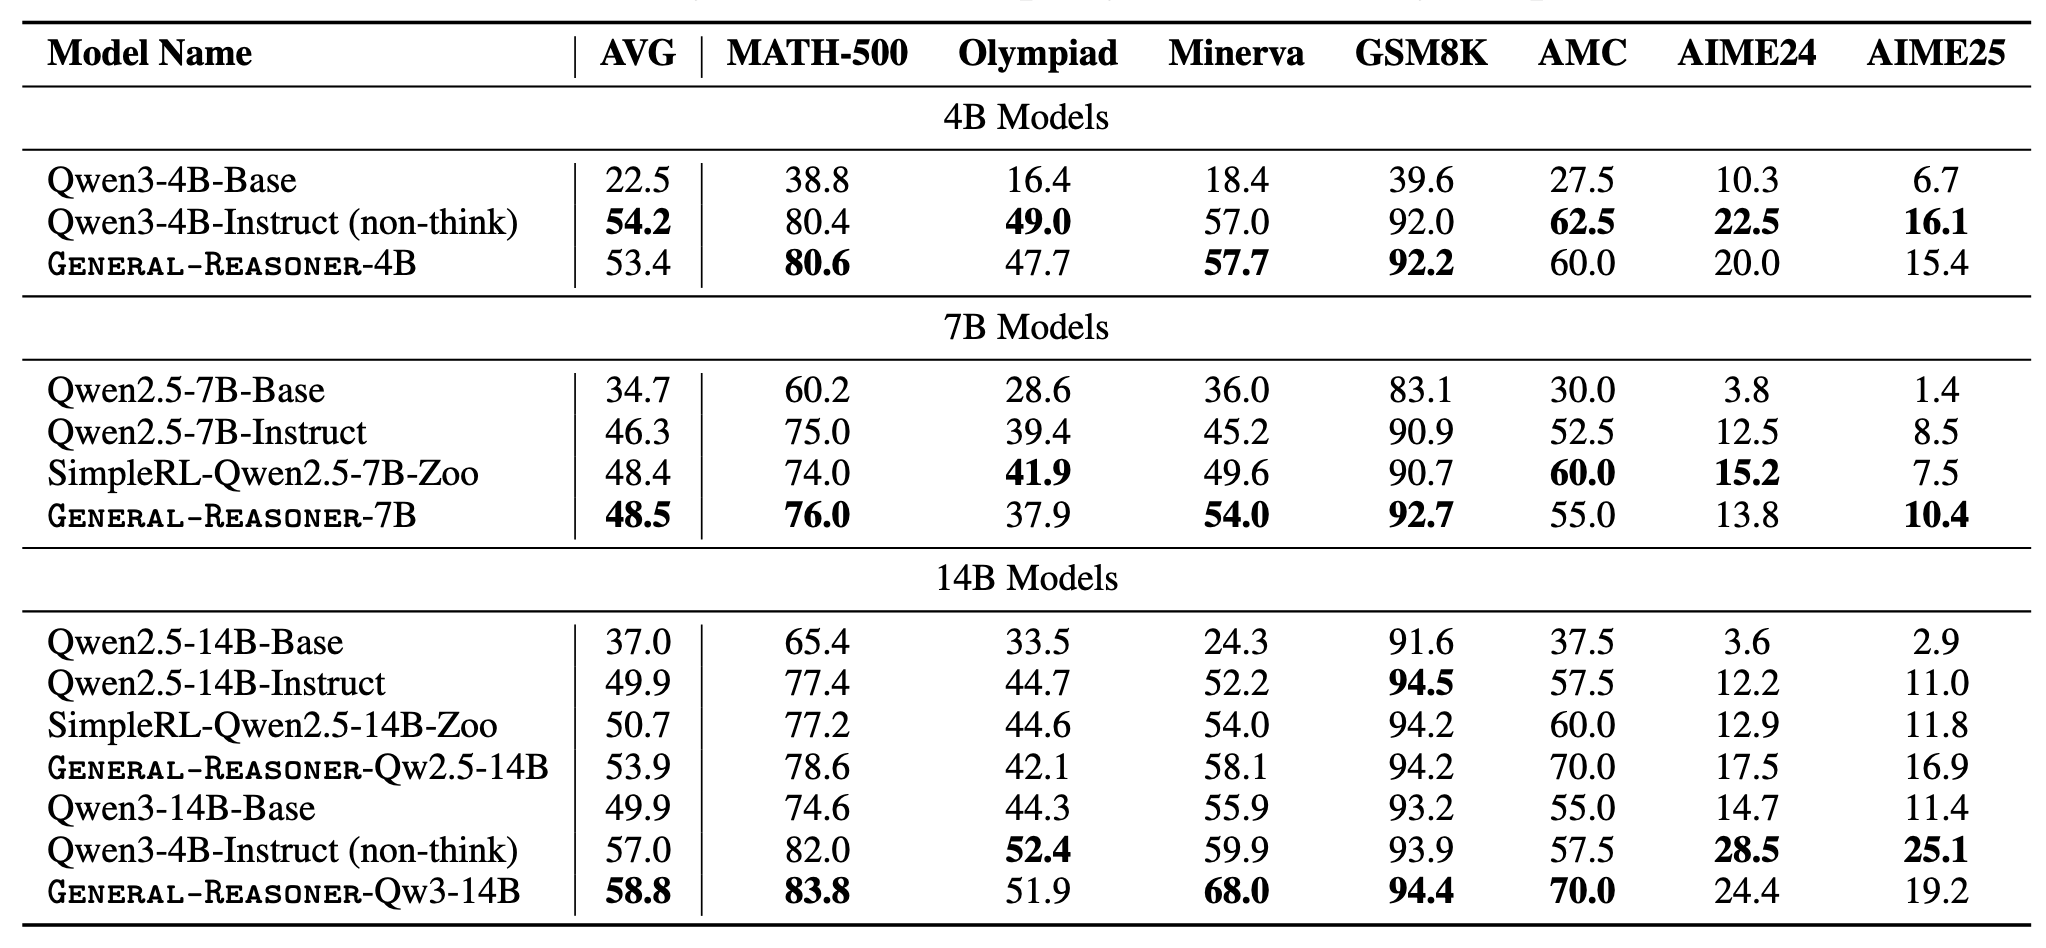 Model Name AVG MATH-500 Olympiad Minerva GSM8K AMC AIME24 AIME25
4B Models
Qwen3-4B-Base 22.5 38.8 16.4 18.4 39.6 27.5 10.3 6.7
Qwen3-4B-Instruct (non-think) 54.2 80.4 49.0 57.0 92.0 62.5 22.5 16.1
GENERAL-REASONER-4B 53.4 80.6 47.7 57.7 92.2 60.0 20.0 15.4
7B Models
Qwen2.5-7B-Base 34.7 60.2 28.6 36.0 83.1 30.0 3.8 1.4
Qwen2.5-7B-Instruct 46.3 75.0 39.4 45.2 90.9 52.5 12.5 8.5
SimpleRL-Qwen2.5-7B-Zoo 48.4 74.0 41.9 49.6 90.7 60.0 15.2 7.5
GENERAL-REASONER-7B 48.5 76.0 37.9 54.0 92.7 55.0 13.8 10.4
14B Models
Qwen2.5-14B-Base 37.0 65.4 33.5 24.3 91.6 37.5 3.6 2.9
Qwen2.5-14B-Instruct 49.9 77.4 44.7 52.2 94.5 57.5 12.2 11.0
SimpleRL-Qwen2.5-14B-Zoo 50.7 77.2 44.6 54.0 94.2 60.0 12.9 11.8
GENERAL-REASONER-Qw2.5-14B 53.9 78.6 42.1 58.1 94.2 70.0 17.5 16.9
Qwen3-14B-Base 49.9 74.6 44.3 55.9 93.2 55.0 14.7 11.4
Qwen3-4B-Instruct (non-think) 57.0 82.0 52.4 59.9 93.9 57.5 28.5 25.1
GENERAL-REASONER-Qw3-14B 58.8 83.8 51.9 68.0 94.4 70.0 24.4 19.2